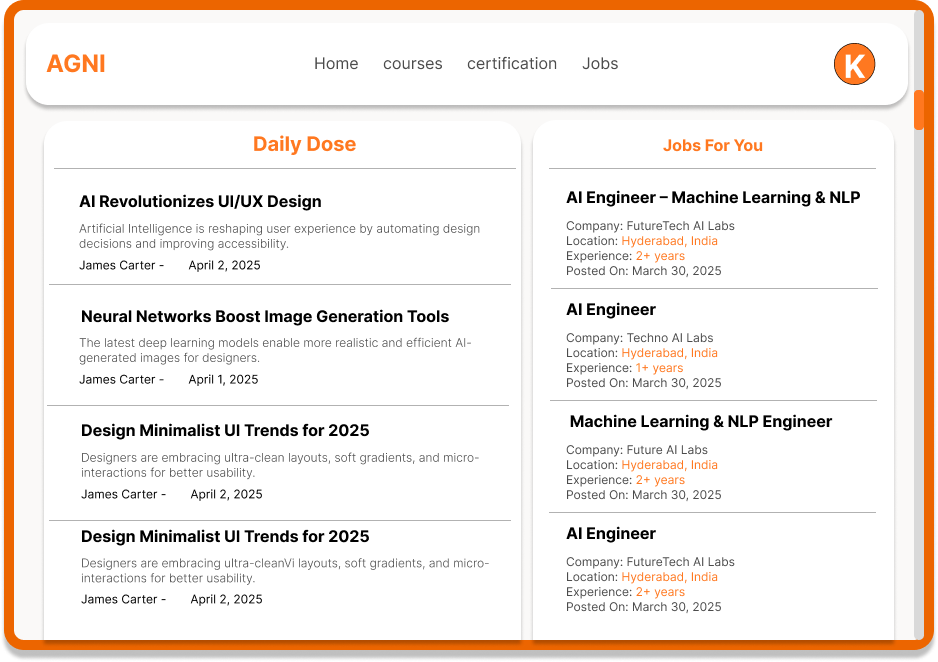 AGNI
Home courses certification Jobs
K
Daily Dose
AI Revolutionizes UI/UX Design
Artificial Intelligence is reshaping user experience by automating design
decisions and improving accessibility.
James Carter - April 2, 2025
Neural Networks Boost Image Generation Tools
The latest deep learning models enable more realistic and efficient AI-
generated images for designers.
James Carter - April 1, 2025
Design Minimalist UI Trends for 2025
Designers are embracing ultra-clean layouts, soft gradients, and micro-
interactions for better usability.
James Carter - April 2, 2025
Design Minimalist UI Trends for 2025
Designers are embracing ultra-cleanVi layouts, soft gradients, and micro-
interactions for better usability.
James Carter - April 2, 2025
Jobs For You
AI Engineer – Machine Learning & NLP
Company: FutureTech AI Labs
Location: Hyderabad, India
Experience: 2+ years
Posted On: March 30, 2025
AI Engineer
Company: Techno AI Labs
Location: Hyderabad, India
Experience: 1+ years
Posted On: March 30, 2025
Machine Learning & NLP Engineer
Company: Future AI Labs
Location: Hyderabad, India
Experience: 2+ years
Posted On: March 30, 2025
AI Engineer
Company: FutureTech AI Labs
Location: Hyderabad, India
Experience: 2+ years
Posted On: March 30, 2025